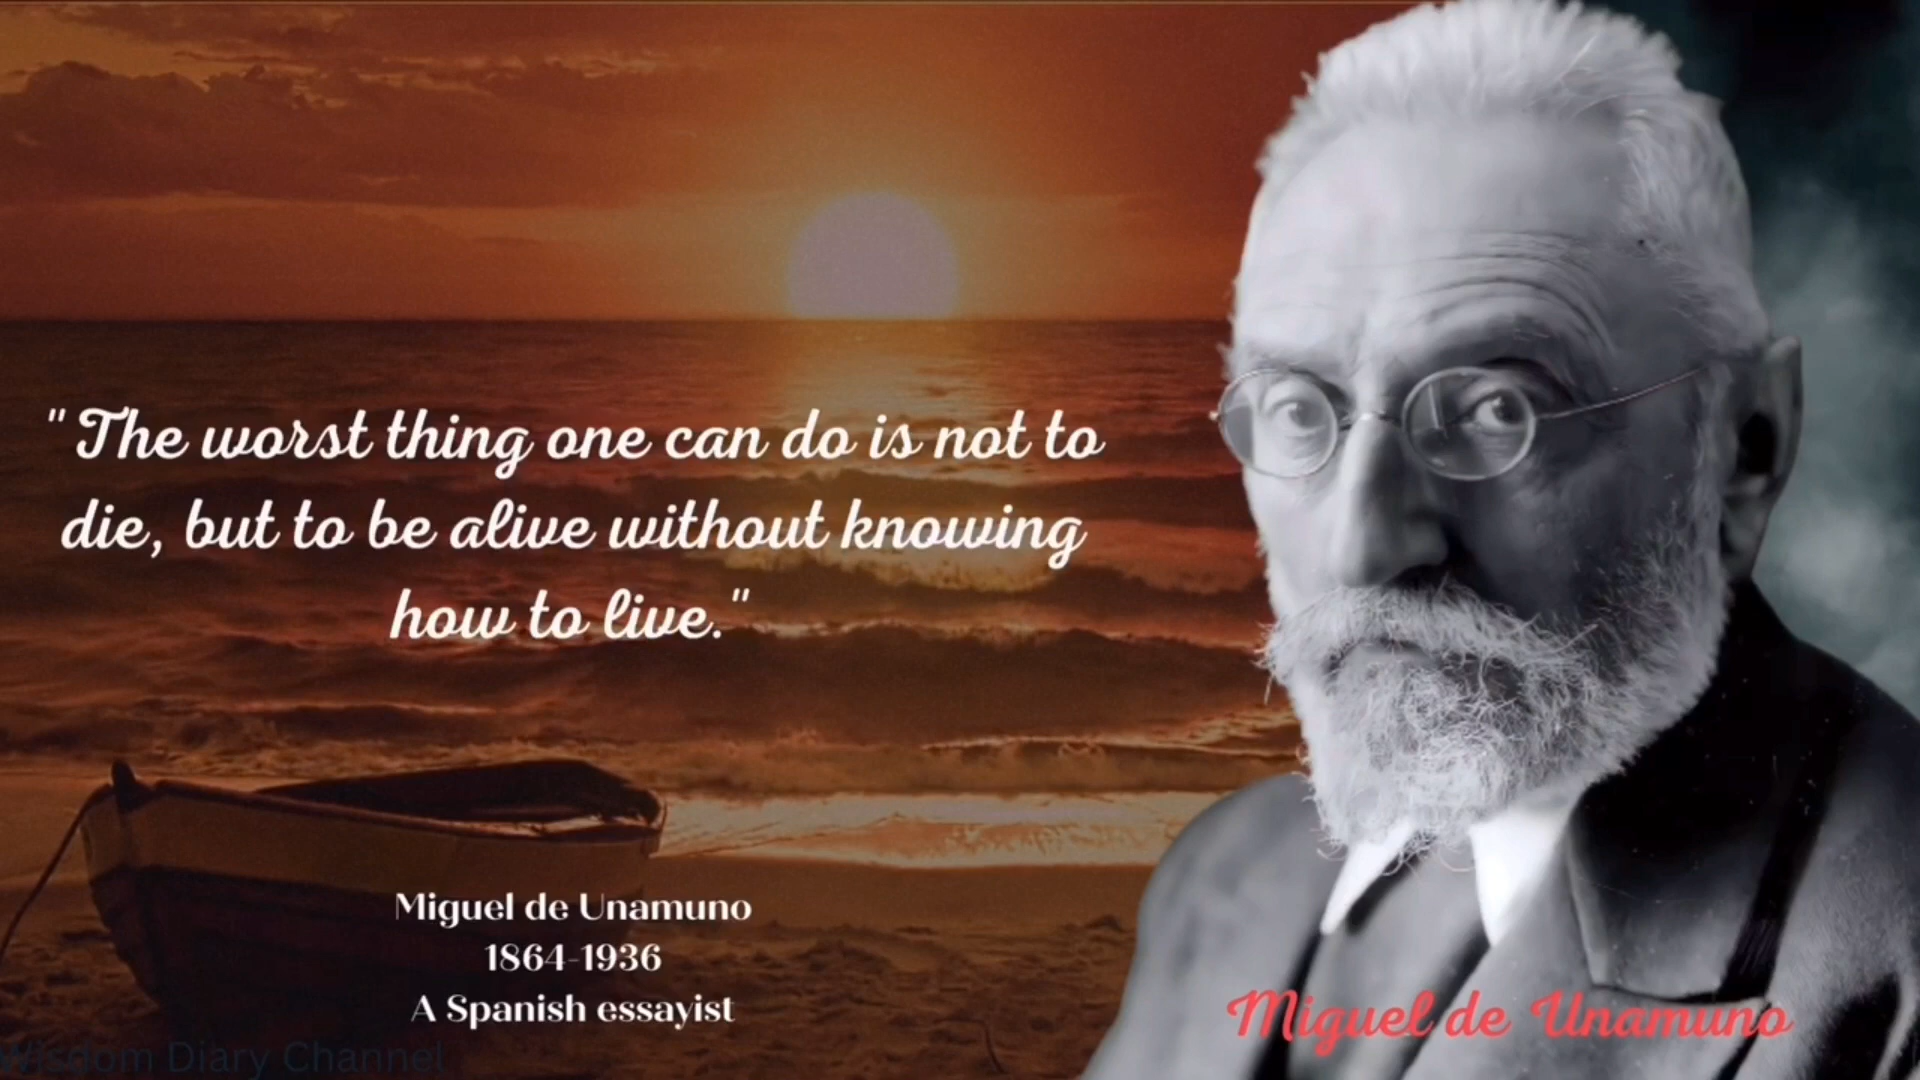 "The worst thing one can do is not to
die, but to be alive without knowing
how to live."
Miguel de Unamuno
1864-1936
A Spanish essayist
Miguel de Unamuno
Wisdom Diary Channel